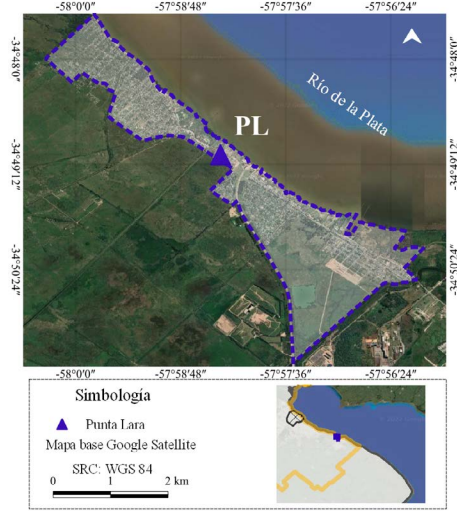 -58°0'0" -57°58'48" -57°57'36" -57°56'24"
-34°48'0" -34°48'6"
Río de la Plata
PL
-34°49'12" -34°49'12"
-34°50'24" -34°50'24"
-58°0'0" -57°58'48" -57°57'36" -57°56'24"
Simbología
Punta Lara
Mapa base Google Satellite
SRC: WGS 84
0 1 2 km